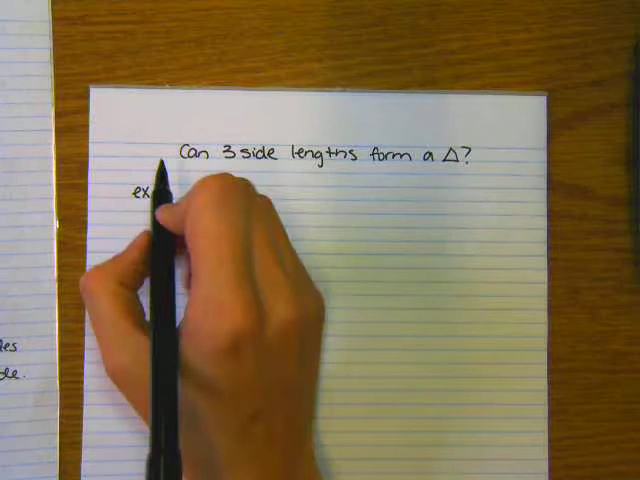 Can 3 side lengths form a △?
ex